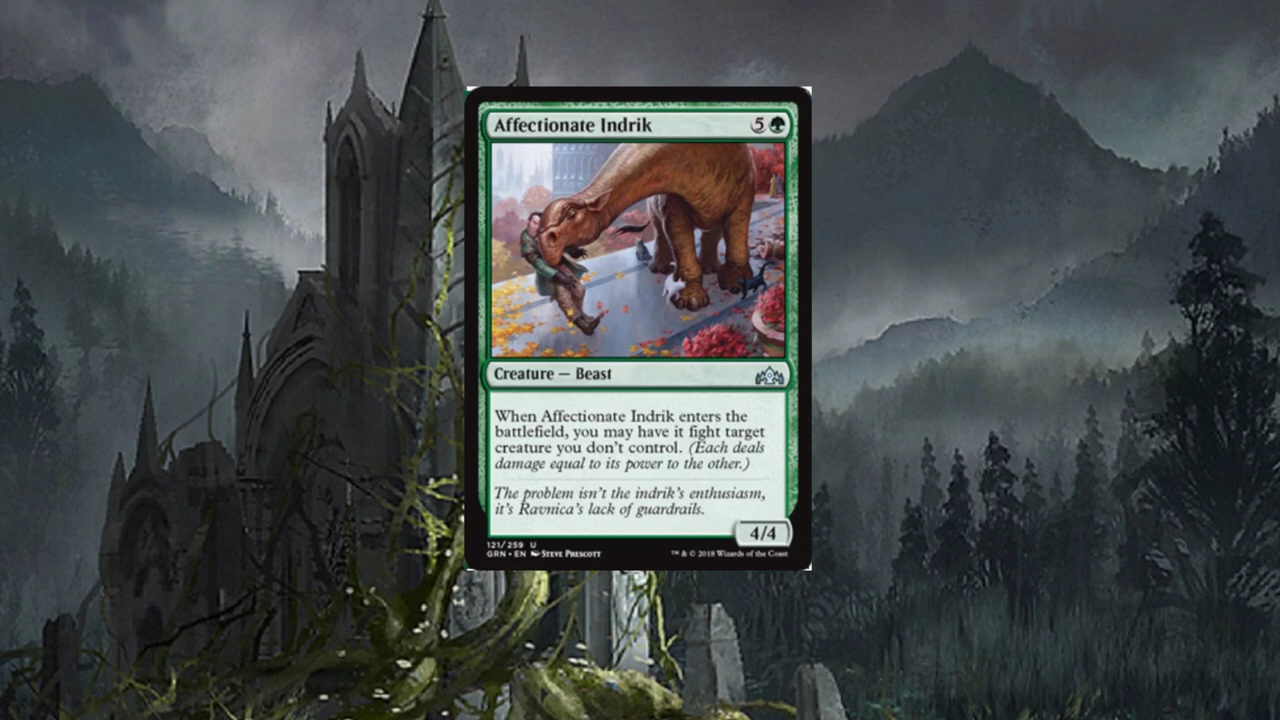 Affectionate Indrik 5
Creature — Beast
When Affectionate Indrik enters the
battlefield, you may have it fight target
creature you don't control. (Each deals
damage equal to its power to the other.)
The problem isn't the indrik's enthusiasm,
it's Ravnica's lack of guardrails.
4/4
121/259 U
GRN • EN STEVE PRESCOTT
™ & © 2018 Wizards of the Coast